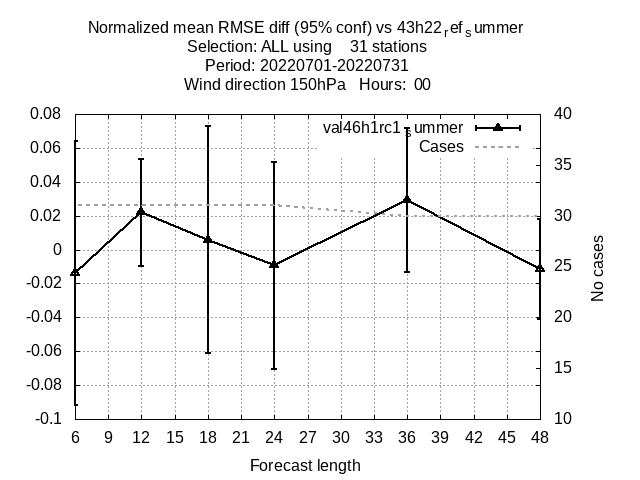 Normalized mean RMSE diff (95% conf) vs 43h22refsummer
Selection: ALL using 31 stations
Period: 20220701-20220731
Wind direction 150hPa Hours: 00
val46h1rc1summer
Cases
0.08
0.06
0.04
0.02
0
-0.02
-0.04
-0.06
-0.08
-0.1
40
35
30
25
20
15
10
No cases
6 9 12 15 18 21 24 27 30 33 36 39 42 45 48
Forecast length